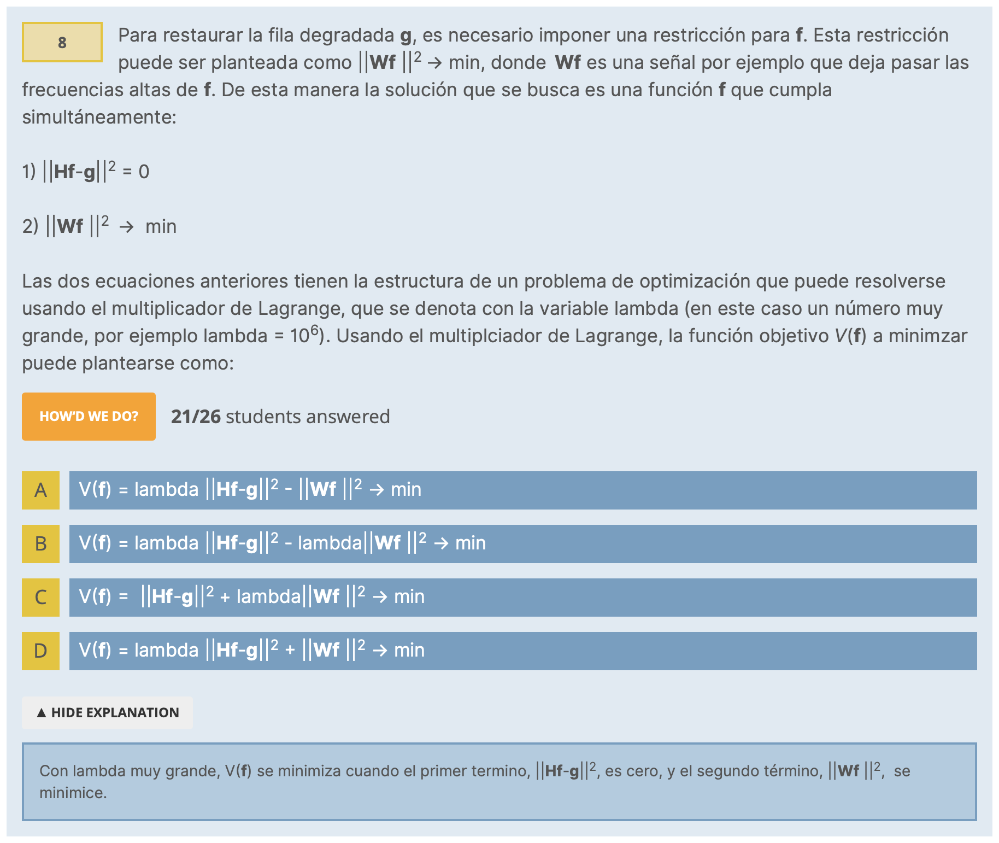 8
Para restaurar la fila degradada g, es necesario imponer una restricción para f. Esta restricción
puede ser planteada como ||Wf ||² → min, donde Wf es una señal por ejemplo que deja pasar las
frecuencias altas de f. De esta manera la solución que se busca es una función f que cumpla
simultáneamente:
1) ||Hf-g||² = 0
2) ||Wf ||² → min
Las dos ecuaciones anteriores tienen la estructura de un problema de optimización que puede resolverse
usando el multiplicador de Lagrange, que se denota con la variable lambda (en este caso un número muy
grande, por ejemplo lambda = 10⁶). Usando el multiplciador de Lagrange, la función objetivo V(f) a minimzar
puede plantearse como:
HOW'D WE DO? 21/26 students answered
A V(f) = lambda ||Hf-g||² - ||Wf ||² → min
B V(f) = lambda ||Hf-g||² - lambda||Wf ||² → min
C V(f) = ||Hf-g||² + lambda||Wf ||² → min
D V(f) = lambda ||Hf-g||² + ||Wf ||² → min
▲ HIDE EXPLANATION
Con lambda muy grande, V(f) se minimiza cuando el primer termino, ||Hf-g||², es cero, y el segundo término, ||Wf ||², se
minimice.